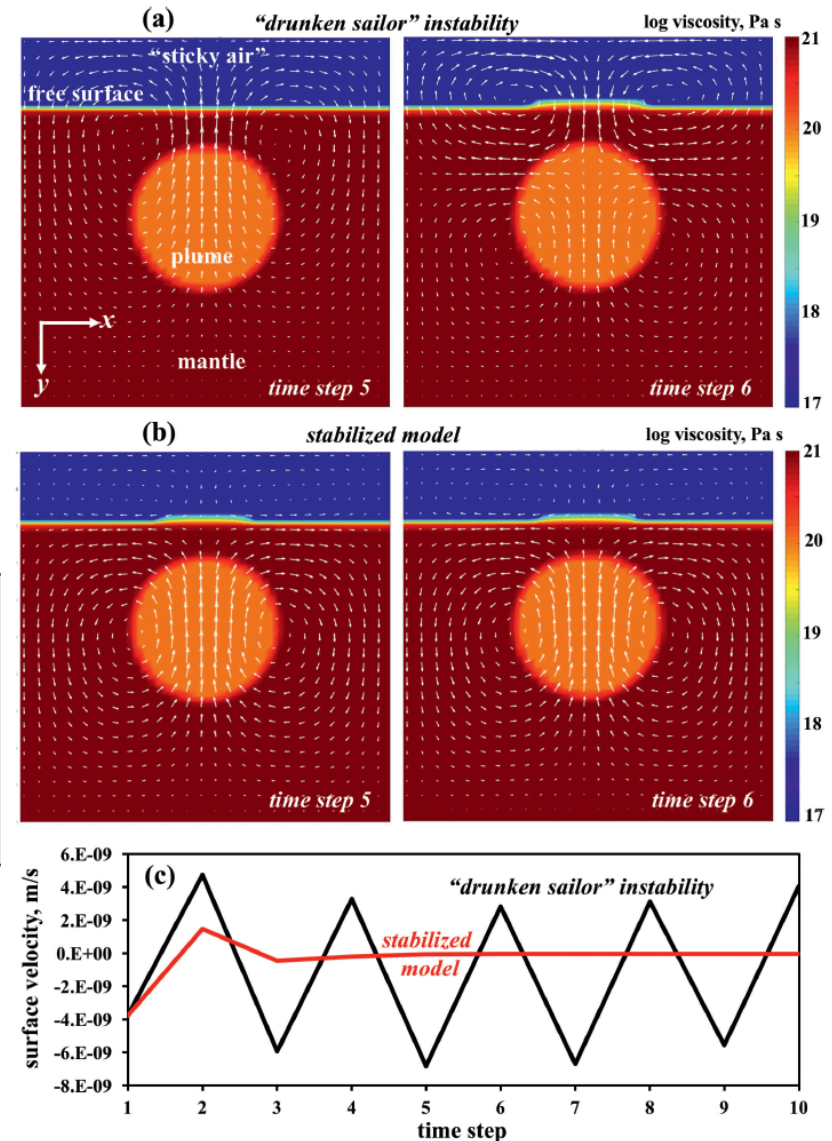 (a) "drunken sailor" instability log viscosity, Pa s
"sticky air"
free surface
plume
x
y
mantle
time step 5
time step 6
21
20
19
18
17
(b) stabilized model log viscosity, Pa s
time step 5
time step 6
21
20
19
18
17
(c)
"drunken sailor" instability
stabilized
model
surface velocity, m/s
6.E-09
4.E-09
2.E-09
0.E+00
-2.E-09
-4.E-09
-6.E-09
-8.E-09
1 2 3 4 5 6 7 8 9 10
time step